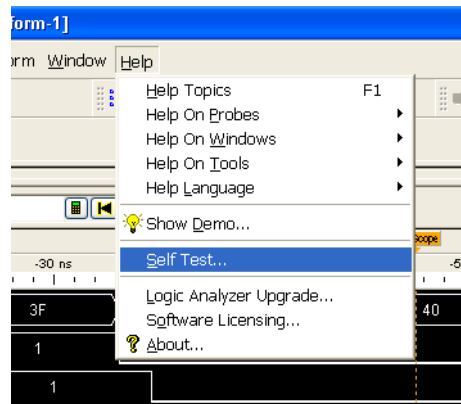 form-1]
rm Window Help
Help Topics F1
Help On Probes
Help On Windows
Help On Tools
Help Language
Show Demo...
scope
Self Test...
-30 ns -5
Logic Analyzer Upgrade...
3F 40
Software Licensing...
About...
1
1